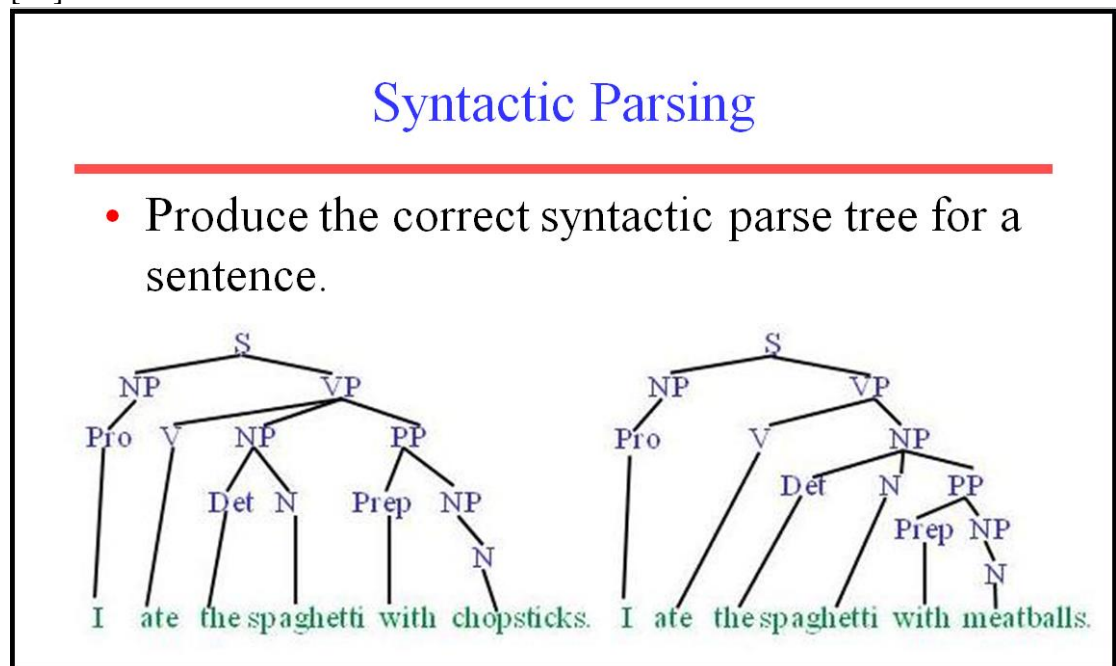 Syntactic Parsing
• Produce the correct syntactic parse tree for a
sentence.
S S
NP VP NP VP
Pro V NP PP Pro V NP
Det N PP
Det N Prep NP
Prep NP
N
N
I ate the spaghetti with chopsticks. I ate the spaghetti with meatballs.